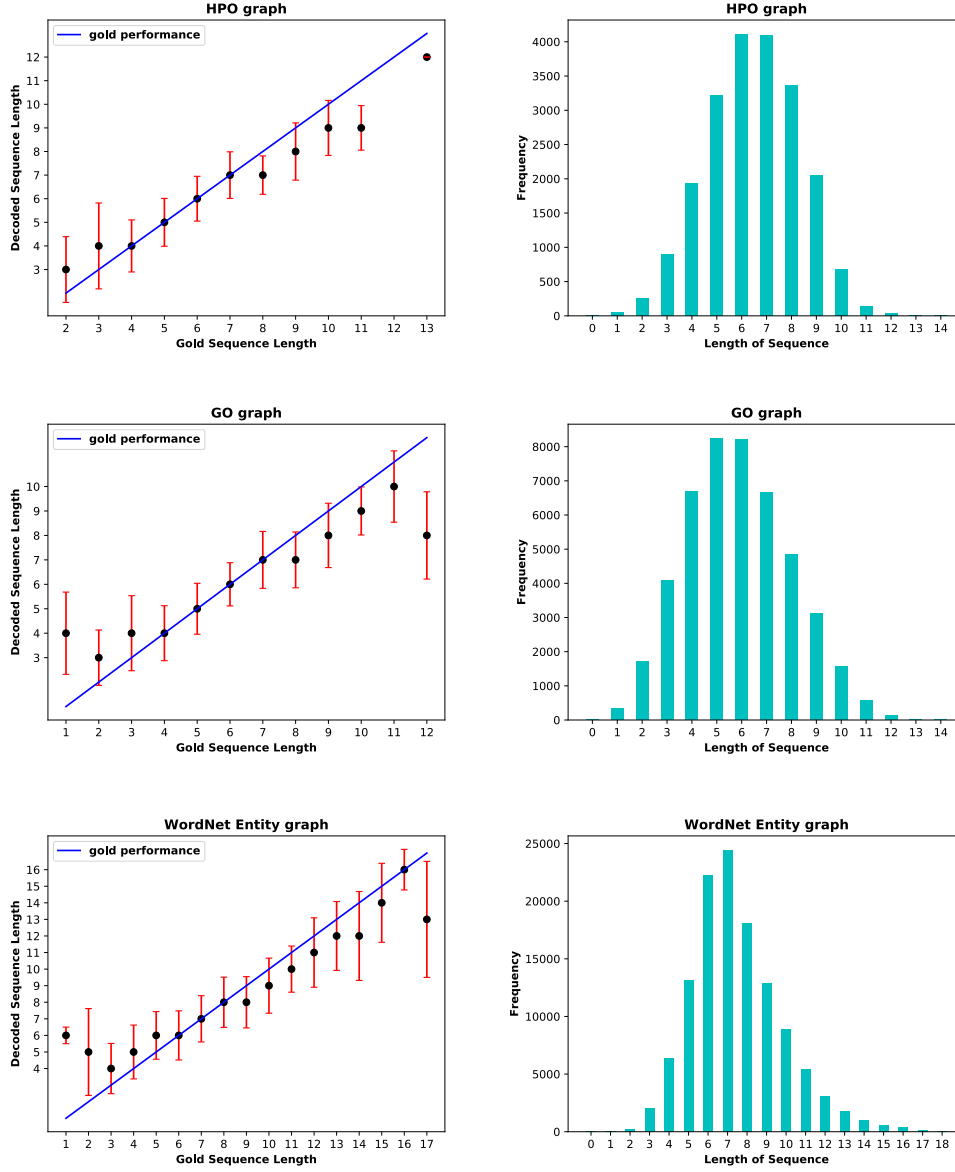 HPO graph
gold performance
12
11
10
9
8
7
6
5
4
3
Decoded Sequence Length
2 3 4 5 6 7 8 9 10 11 12 13
Gold Sequence Length
HPO graph
4000
3500
3000
2500
2000
1500
1000
500
0
Frequency
0 1 2 3 4 5 6 7 8 9 10 11 12 13 14
Length of Sequence
GO graph
gold performance
10
9
8
7
6
5
4
3
Decoded Sequence Length
1 2 3 4 5 6 7 8 9 10 11 12
Gold Sequence Length
GO graph
8000
7000
6000
5000
4000
3000
2000
1000
0
Frequency
0 1 2 3 4 5 6 7 8 9 10 11 12 13 14
Length of Sequence
WordNet Entity graph
gold performance
16
15
14
13
12
11
10
9
8
7
6
5
4
Decoded Sequence Length
1 2 3 4 5 6 7 8 9 10 11 12 13 14 15 16 17
Gold Sequence Length
WordNet Entity graph
25000
20000
15000
10000
5000
0
Frequency
0 1 2 3 4 5 6 7 8 9 10 11 12 13 14 15 16 17 18
Length of Sequence